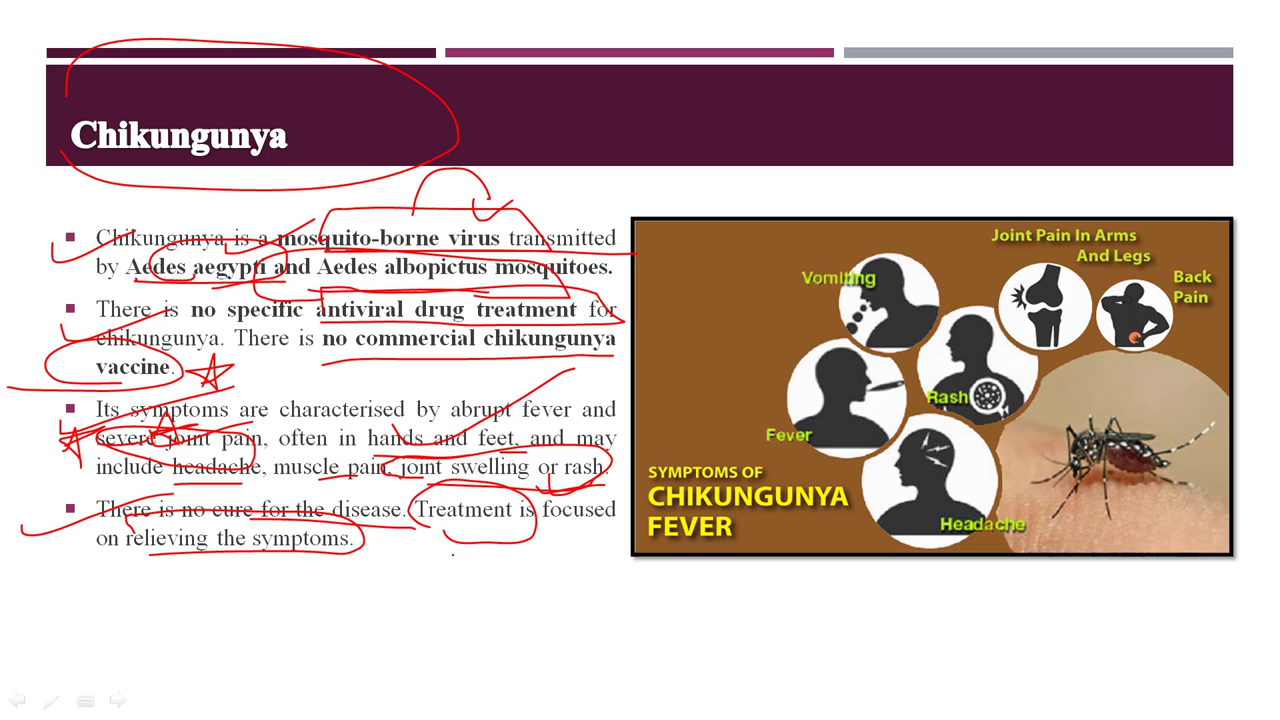 Chikungunya
Chikungunya is a mosquito-borne virus transmitted
by Aedes aegypti and Aedes albopictus mosquitoes.
There is no specific antiviral drug treatment for
chikungunya. There is no commercial chikungunya
vaccine.
Its symptoms are characterised by abrupt fever and
severe joint pain, often in hands and feet, and may
include headache, muscle pain, joint swelling or rash.
There is no cure for the disease. Treatment is focused
on relieving the symptoms.
Joint Pain In Arms
And Legs
Vomiting
Back
Pain
Rash
Fever
SYMPTOMS OF
CHIKUNGUNYA
FEVER
Headache